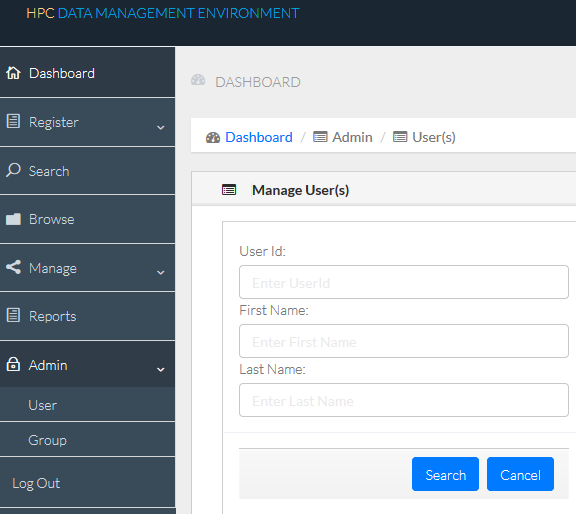 HPC DATA MANAGEMENT ENVIRONMENT
Dashboard
Register
Search
Browse
Manage
Reports
Admin
User
Group
Log Out
DASHBOARD
Dashboard / Admin / User(s)
Manage User(s)
User Id:
Enter UserId
First Name:
Enter First Name
Last Name:
Enter Last Name
Search Cancel